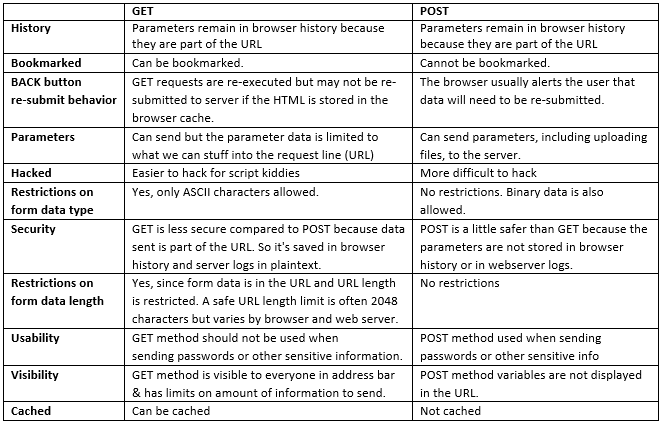 GET POST
History Parameters remain in browser history because Parameters remain in browser
they are part of the URL history because they are part of the URL
Bookmarked Can be bookmarked. Cannot be bookmarked.
BACK button GET requests are re-executed but may not be re- The browser usually alerts the user that
re-submit behavior submitted to server if the HTML is stored in the data will need to be re-submitted.
browser cache.
Parameters Can send but the parameter data is limited to Can send parameters, including uploading
what we can stuff into the request line (URL) files, to the server.
Hacked Easier to hack for script kiddies More difficult to hack
Restrictions on Yes, only ASCII characters allowed. No restrictions. Binary data is also
form data type allowed.
Security GET is less secure compared to POST because data POST is a little safer than GET because the
sent is part of the URL. So it's saved in browser parameters are not stored in browser
history and server logs in plaintext. history or in webserver logs.
Restrictions on Yes, since form data is in the URL and URL length No restrictions
form data length is restricted. A safe URL length limit is often 2048
characters but varies by browser and web server.
Usability GET method should not be used when POST method used when sending
sending passwords or other sensitive information. passwords or other sensitive info
Visibility GET method is visible to everyone in address bar POST method variables are not displayed
& has limits on amount of information to send. in the URL.
Cached Can be cached Not cached